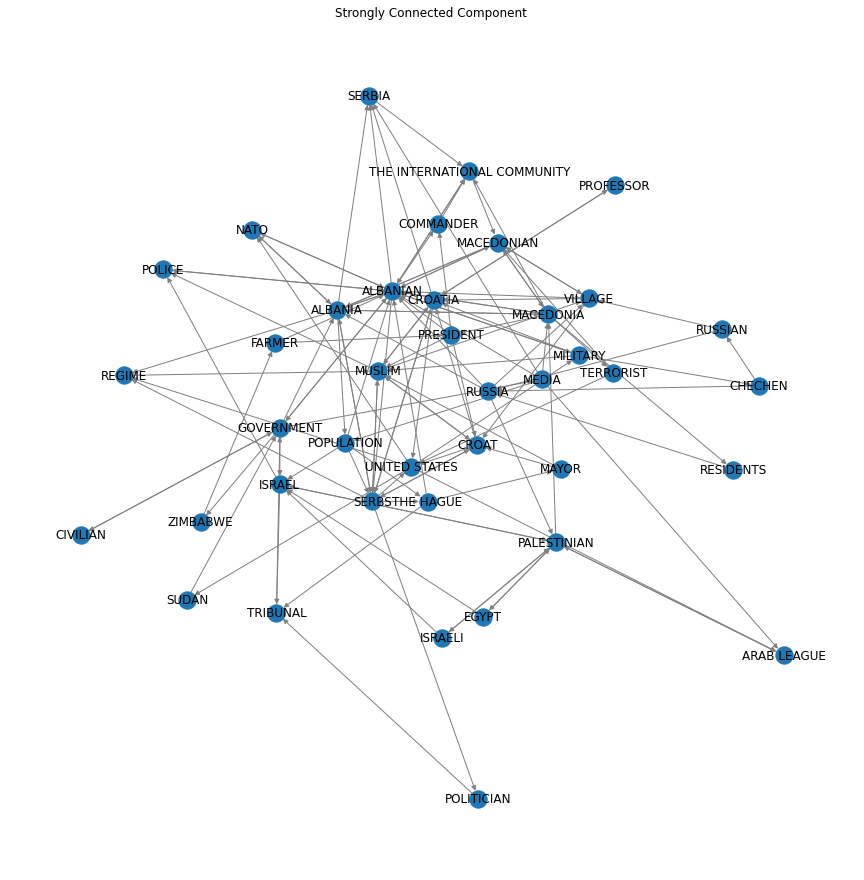 Strongly Connected Component
SERBIA
THE INTERNATIONAL COMMUNITY
PROFESSOR
COMMANDER
NATO
MACEDONIAN
POLICE
ALBANIAN
CROATIA
VILLAGE
ALBANIA
MACEDONIA
RUSSIAN
PRESIDENT
FARMER
MILITARY
MUSLIM
TERRORIST
REGIME
MEDIA
CHECHEN
RUSSIA
GOVERNMENT
POPULATION
CROAT
UNITED STATES
MAYOR
RESIDENTS
ISRAEL
SERBS
THE HAGUE
ZIMBABWE
CIVILIAN
PALESTINIAN
SUDAN
TRIBUNAL
EGYPT
ISRAELI
ARAB LEAGUE
POLITICIAN